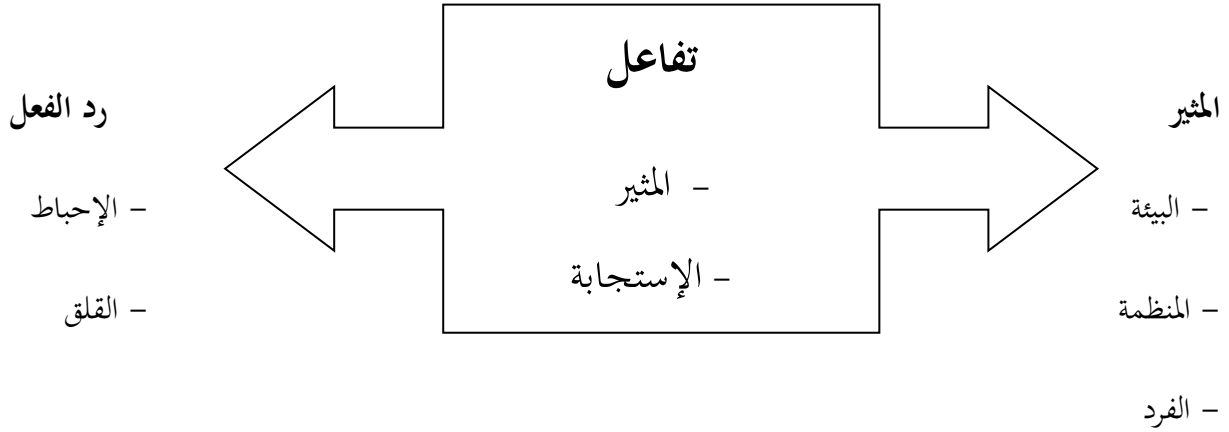 تفاعل
المثير
رد الفعل
– المثير
– البيئة
– الإحباط
– الإستجابة
– المنظمة
– القلق
– الفرد